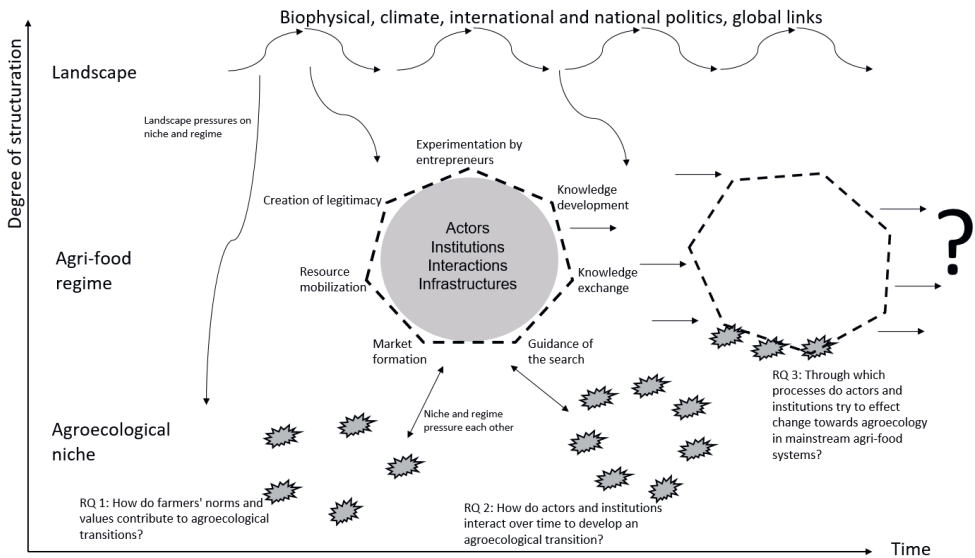 Biophysical, climate, international and national politics, global links
Degree of structuration
Landscape
Landscape pressures on
niche and regime
Experimentation by
entrepreneurs
Creation of legitimacy
Knowledge
development
Actors
Institutions
Interactions
Infrastructures
?
Agri-food
regime
Resource
mobilization
Knowledge
exchange
Market
formation
Guidance of
the search
RQ 3: Through which
processes do actors and
institutions try to effect
change towards agroecology
in mainstream agri-food
systems?
Niche and regime
pressure each other
Agroecological
niche
RQ 1: How do farmers' norms and
values contribute to agroecological
transitions?
RQ 2: How do actors and institutions
interact over time to develop an
agroecological transition?
Time